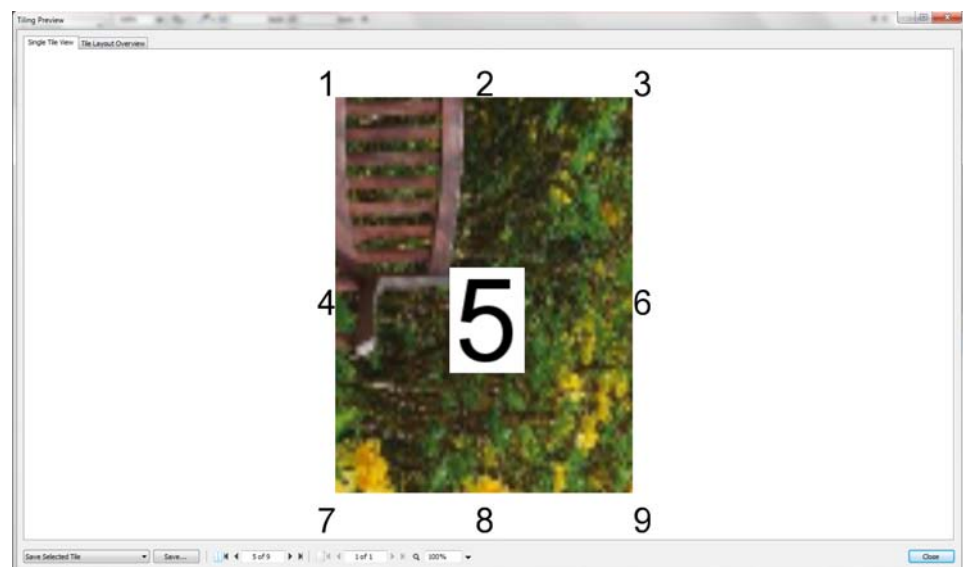 Tiling Preview
Single Tile View Tile Layout Overview
1 2 3
4 5 6
7 8 9
Save Selected Tile Save... 5 of 9 1 of 1 100% Close